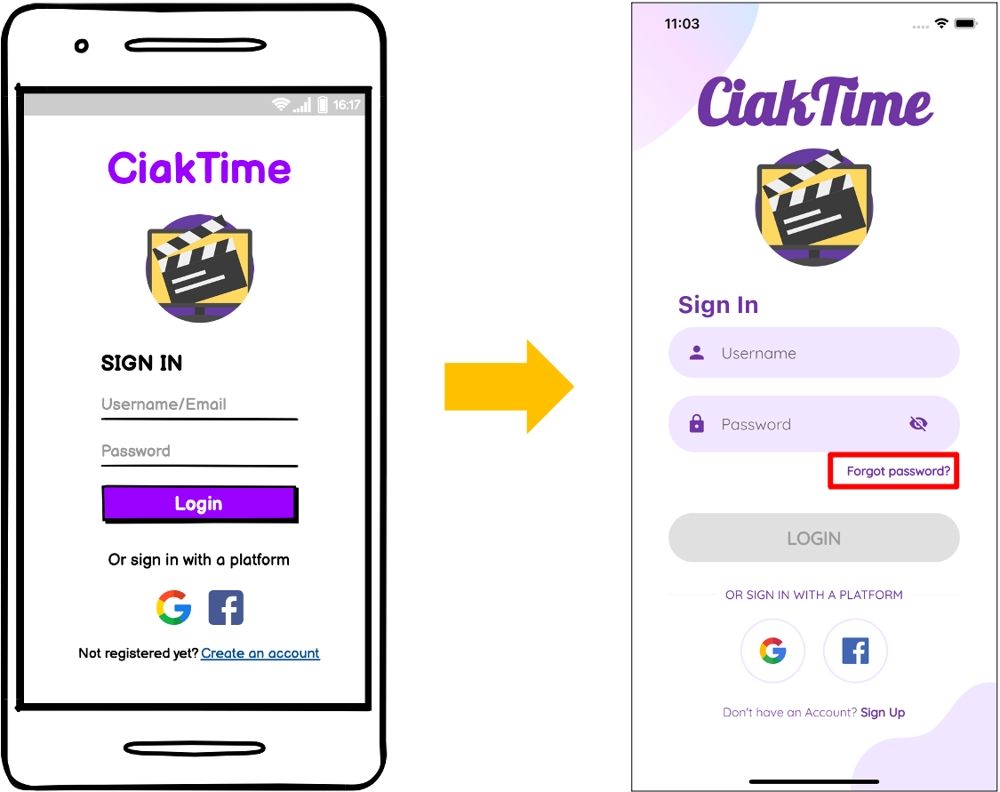 16:17
CiakTime
SIGN IN
Username/Email
Password
Login
Or sign in with a platform
Not registered yet? Create an account
11:03
CiakTime
Sign In
Username
Password
Forgot password?
LOGIN
OR SIGN IN WITH A PLATFORM
Don't have an Account? Sign Up